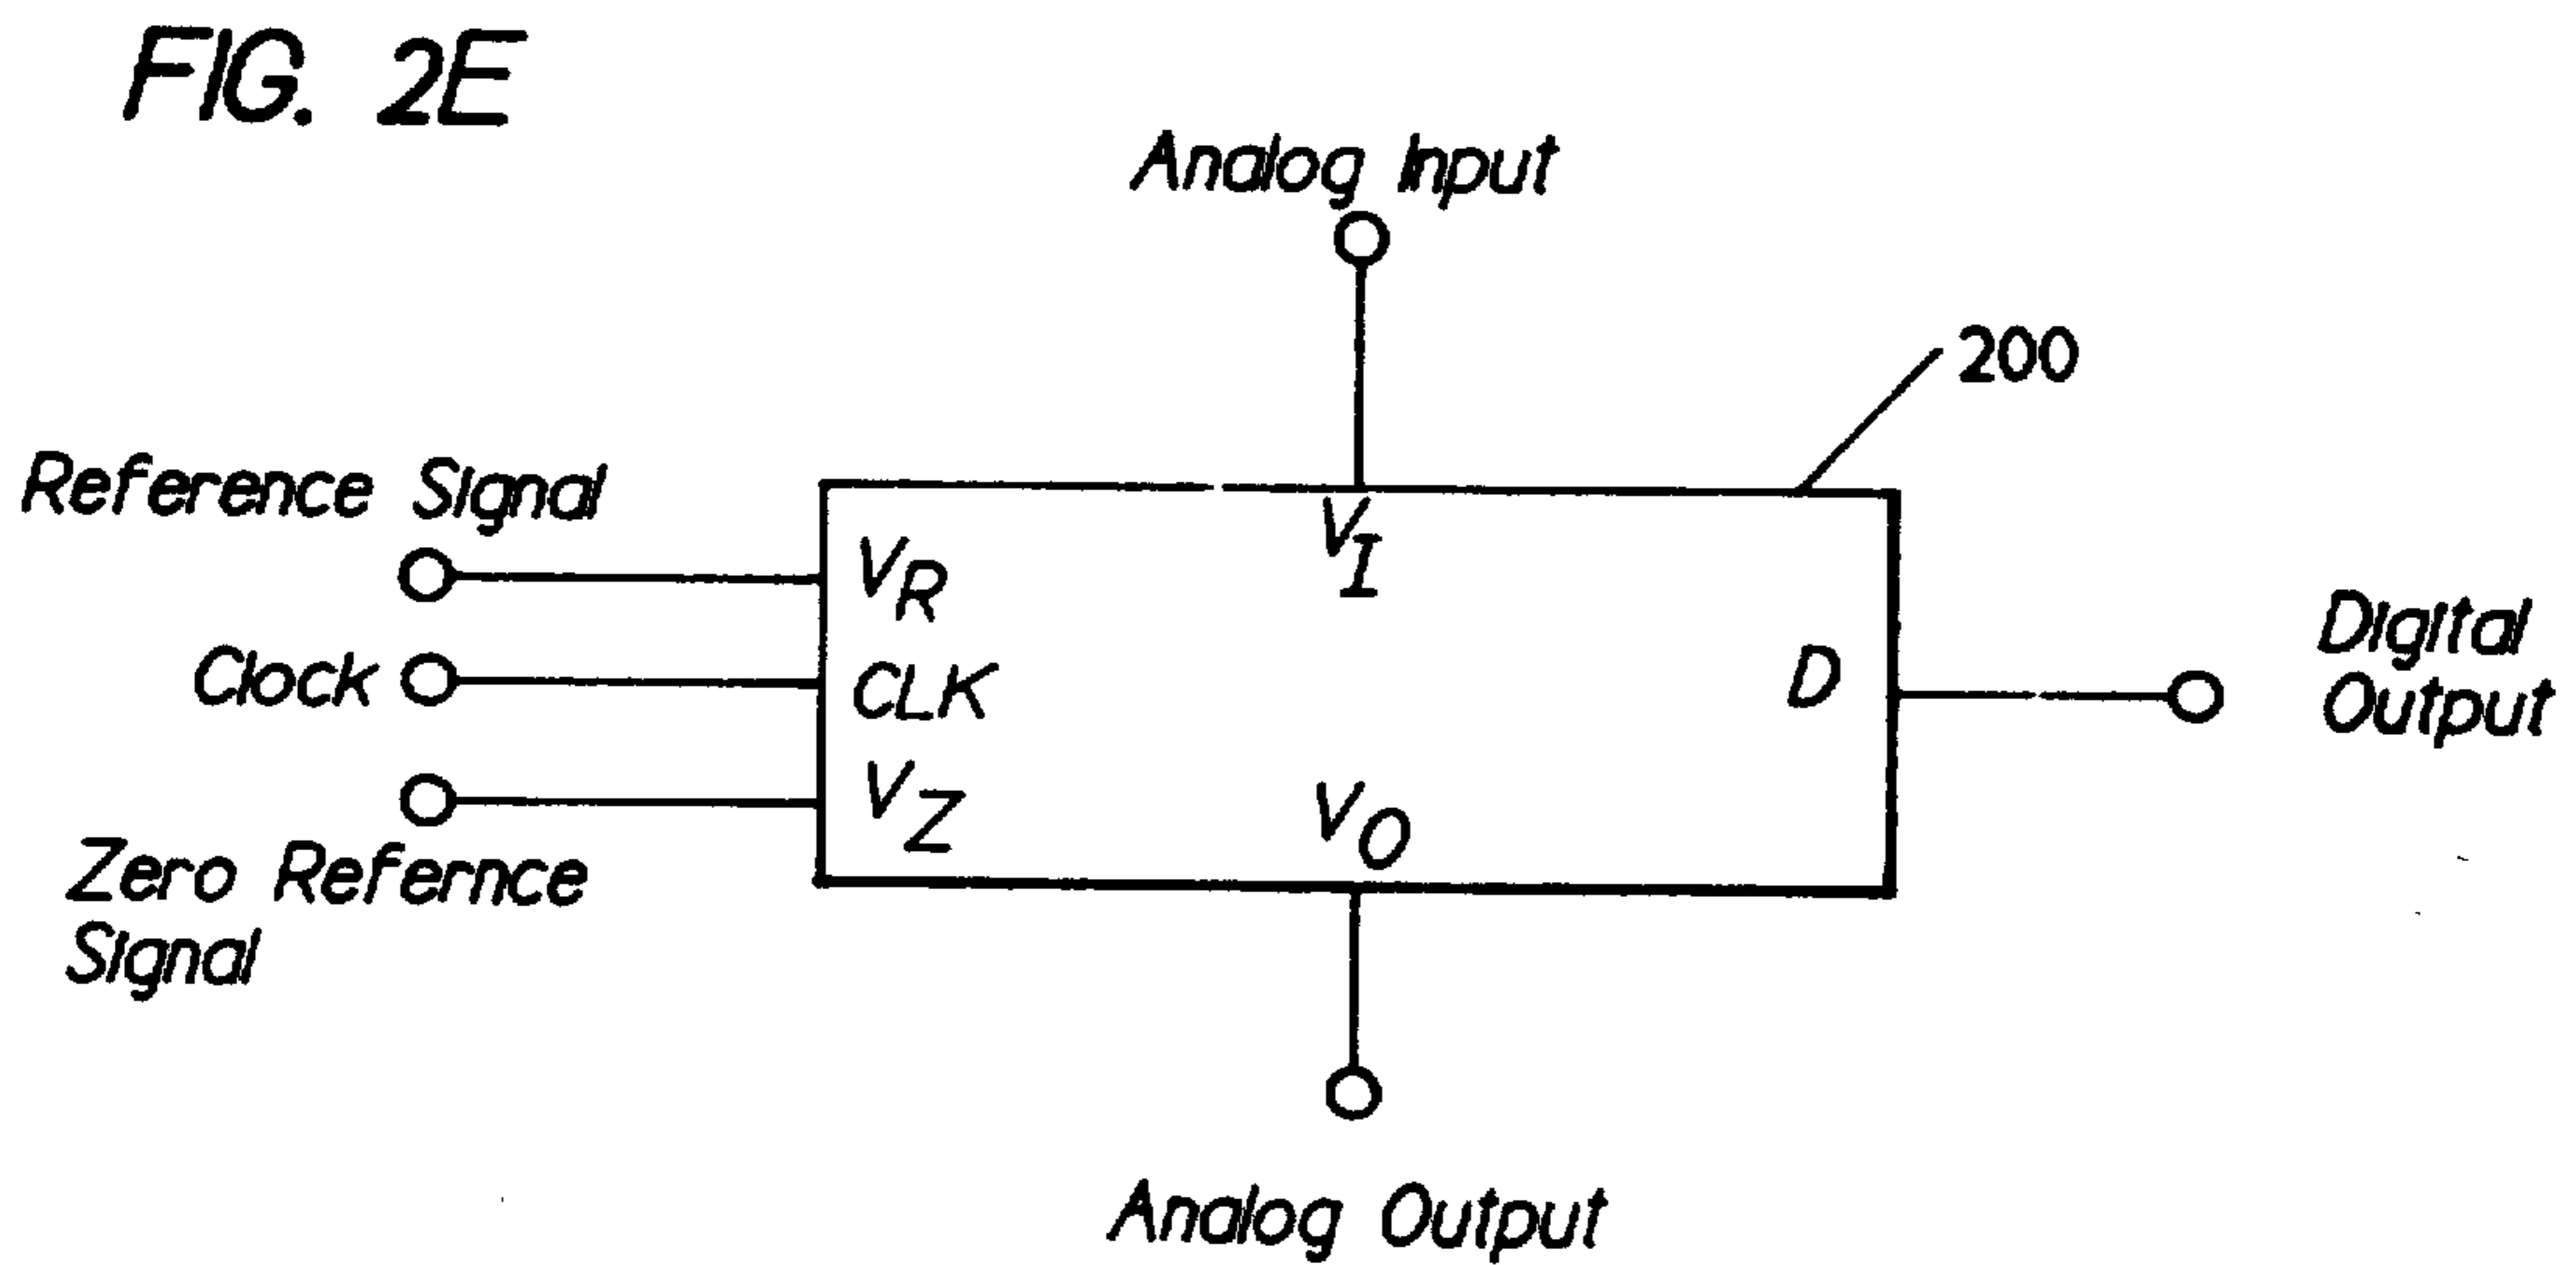 FIG. 2E
Analog Input
200
Reference Signal
V_I
V_R
Clock
CLK
D
Digital
Output
V_Z
V_O
Zero Refernce
Signal
Analog Output